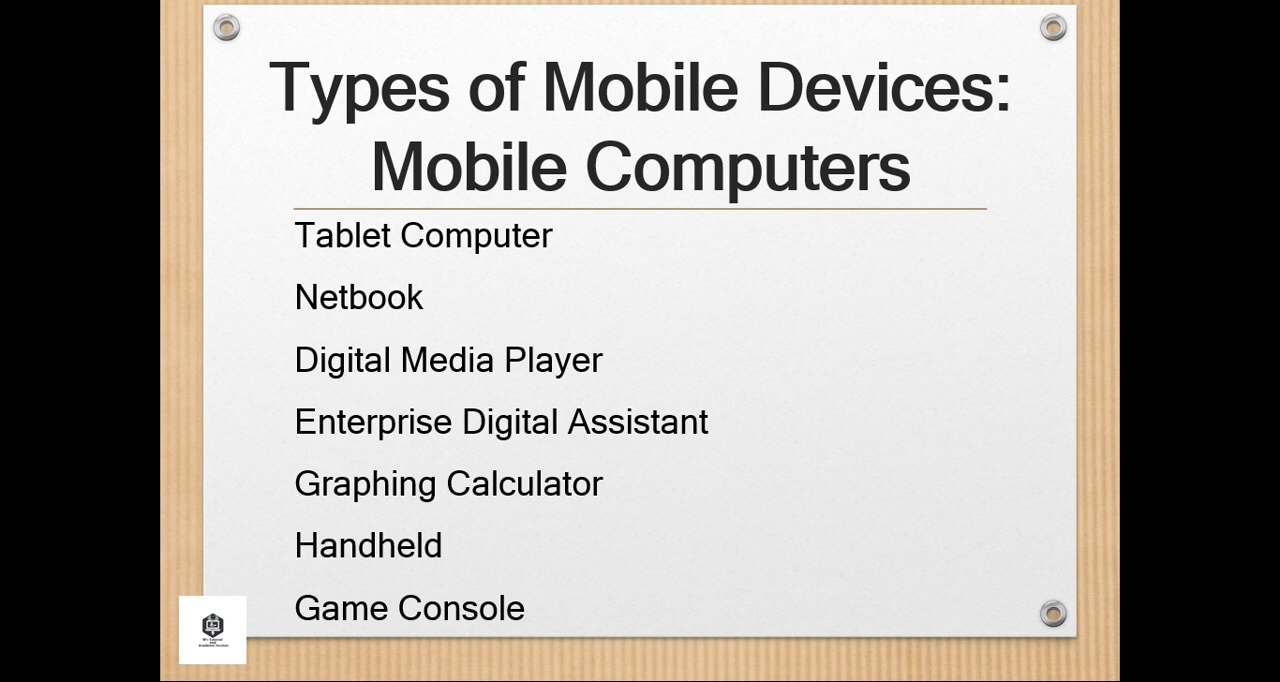 Types of Mobile Devices:
Mobile Computers
Tablet Computer
Netbook
Digital Media Player
Enterprise Digital Assistant
Graphing Calculator
Handheld
Game Console